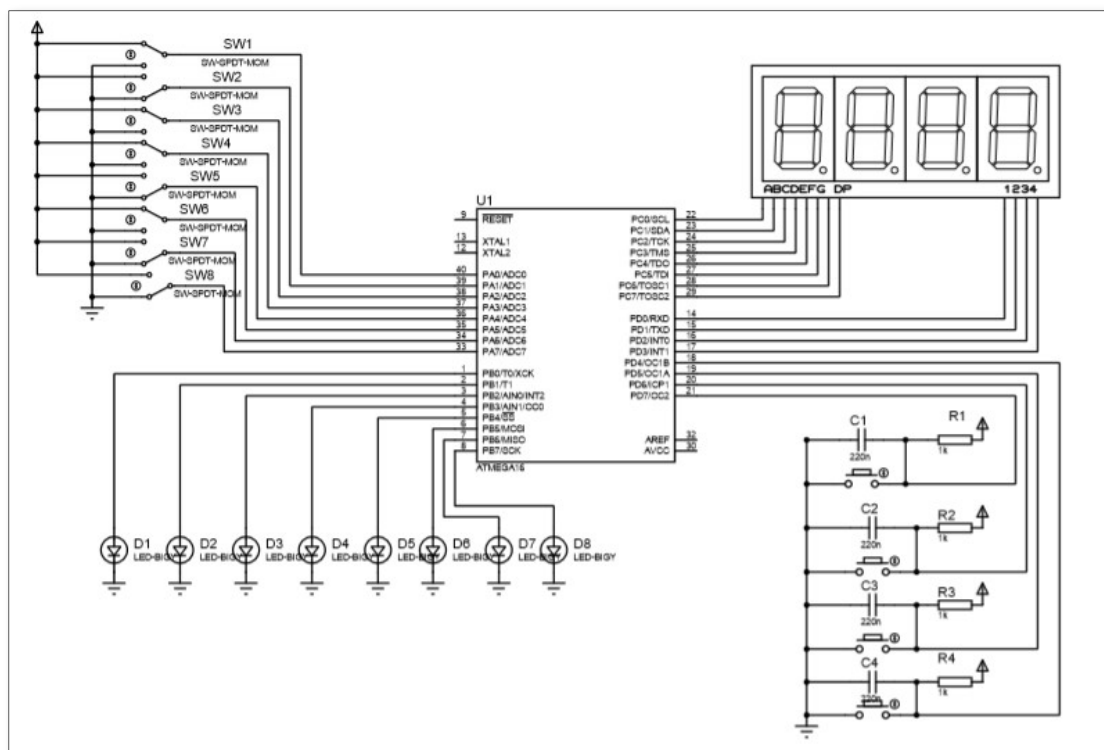 SW1
SW-SPDT-MOM
SW2
SW-SPDT-MOM
SW3
SW-SPDT-MOM
SW4
SW-SPDT-MOM
SW5
SW-SPDT-MOM
SW6
SW-SPDT-MOM
SW7
SW-SPDT-MOM
SW8
SW-SPDT-MOM
ABCDEFG DP
1234
U1
9 RESET
13 XTAL1
12 XTAL2
40 PA0/ADC0
39 PA1/ADC1
38 PA2/ADC2
37 PA3/ADC3
36 PA4/ADC4
35 PA5/ADC5
34 PA6/ADC6
33 PA7/ADC7
1 PB0/T0/XCK
2 PB1/T1
3 PB2/AIN0/INT2
4 PB3/AIN1/OC0
5 PB4/SS
6 PB5/MOSI
7 PB6/MISO
8 PB7/SCK
PC0/SCL 22
PC1/SDA 23
PC2/TCK 24
PC3/TMS 25
PC4/TDO 26
PC5/TDI 27
PC6/TOSC1 28
PC7/TOSC2 29
PD0/RXD 14
PD1/TXD 15
PD2/INT0 16
PD3/INT1 17
PD4/OC1B 18
PD5/OC1A 19
PD6/ICP1 20
PD7/OC2 21
AREF 32
AVCC 30
ATMEGA16
C1
220n
R1
1k
C2
220n
R2
1k
C3
220n
R3
1k
C4
220n
R4
1k
D1
LED-BIGY
D2
LED-BIGY
D3
LED-BIGY
D4
LED-BIGY
D5
LED-BIGY
D6
LED-BIGY
D7
LED-BIGY
D8
LED-BIGY